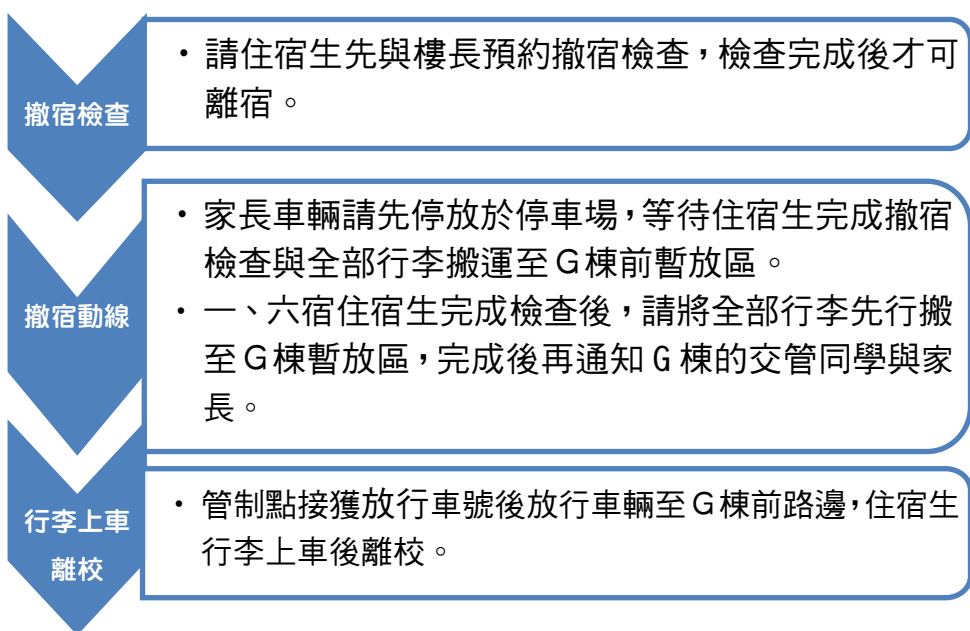 撤宿檢查
・請住宿生先與樓長預約撤宿檢查，檢查完成後才可
離宿。
撤宿動線
・家長車輛請先停放於停車場，等待住宿生完成撤宿
檢查與全部行李搬運至Ｇ棟前暫放區。
・一、六宿住宿生完成檢查後，請將全部行李先行搬
至Ｇ棟暫放區，完成後再通知 G 棟的交管同學與家
長。
行李上車
離校
・管制點接獲放行車號後放行車輛至Ｇ棟前路邊，住宿生
行李上車後離校。